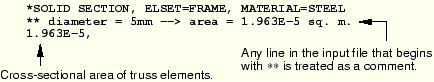 *SOLID SECTION, ELSET=FRAME, MATERIAL=STEEL
** diameter = 5mm --> area = 1.963E-5 sq. m.
1.963E-5,
Any line in the input file that begins
with ** is treated as a comment.
Cross-sectional area of truss elements.